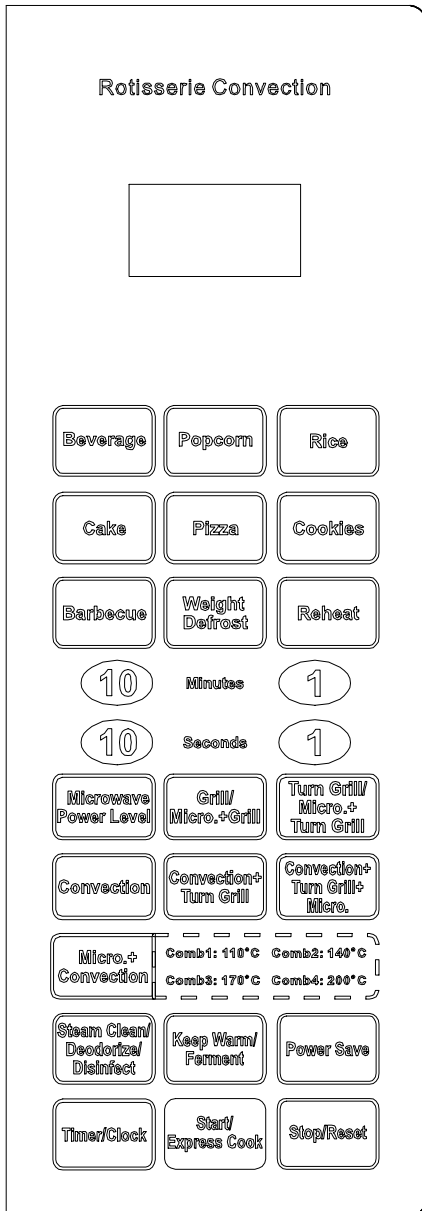 Rotisserie Convection
Beverage
Popcorn
Rice
Cake
Pizza
Cookies
Barbecue
Weight
Defrost
Reheat
10 Minutes 1
10 Seconds 1
Microwave
Power Level
Grill/
Micro.+Grill
Turn Grill/
Micro.+
Turn Grill
Convection
Convection+
Turn Grill
Convection+
Turn Grill+
Micro.
Micro.+
Convection
Comb1: 110°C Comb2: 140°C
Comb3: 170°C Comb4: 200°C
Steam Clean/
Deodorize/
Disinfect
Keep Warm/
Ferment
Power Save
Timer/Clock
Start/
Express Cook
Stop/Reset